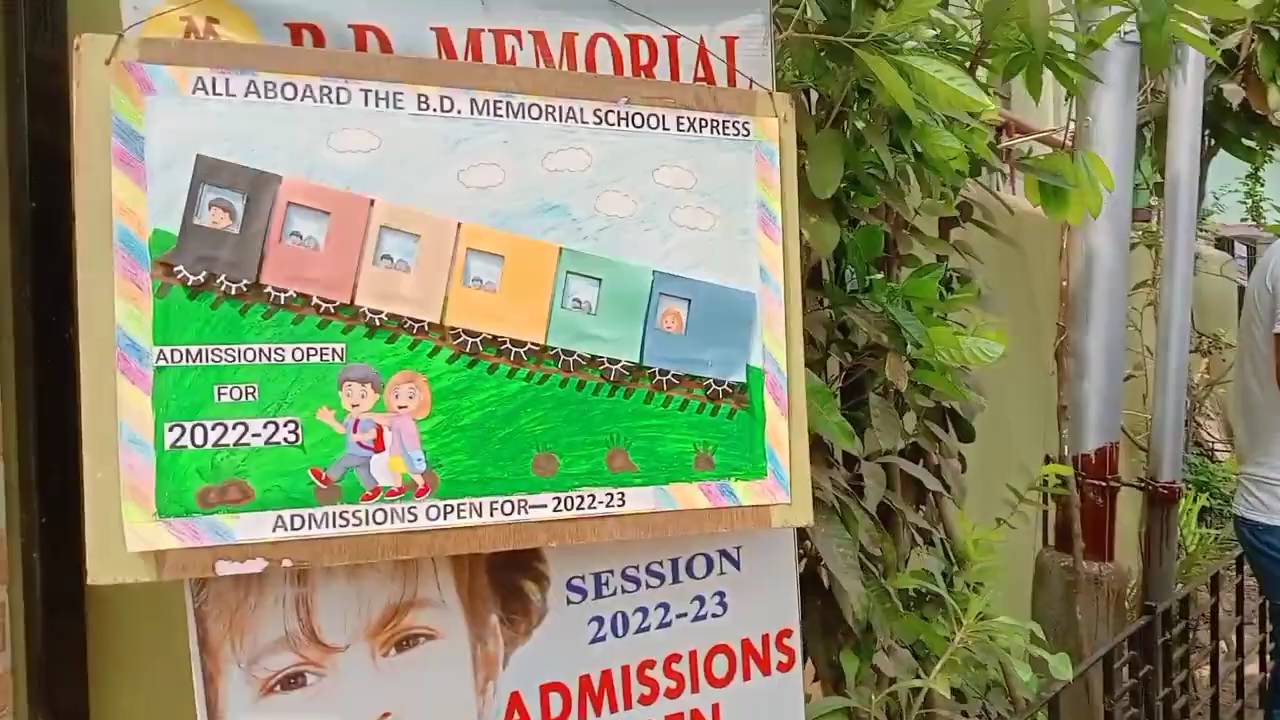 B.D. MEMORIAL
ALL ABOARD THE B.D. MEMORIAL SCHOOL EXPRESS
ADMISSIONS OPEN
FOR
2022-23
ADMISSIONS OPEN FOR— 2022-23
SESSION
2022-23
ADMISSIONS